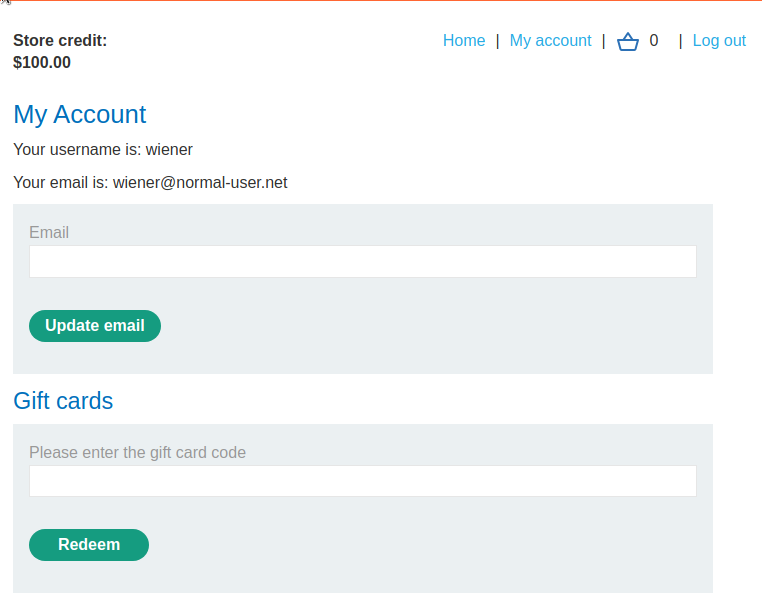 Store credit:
$100.00
Home | My account | 0 | Log out
My Account
Your username is: wiener
Your email is: wiener@normal-user.net
Email
Update email
Gift cards
Please enter the gift card code
Redeem